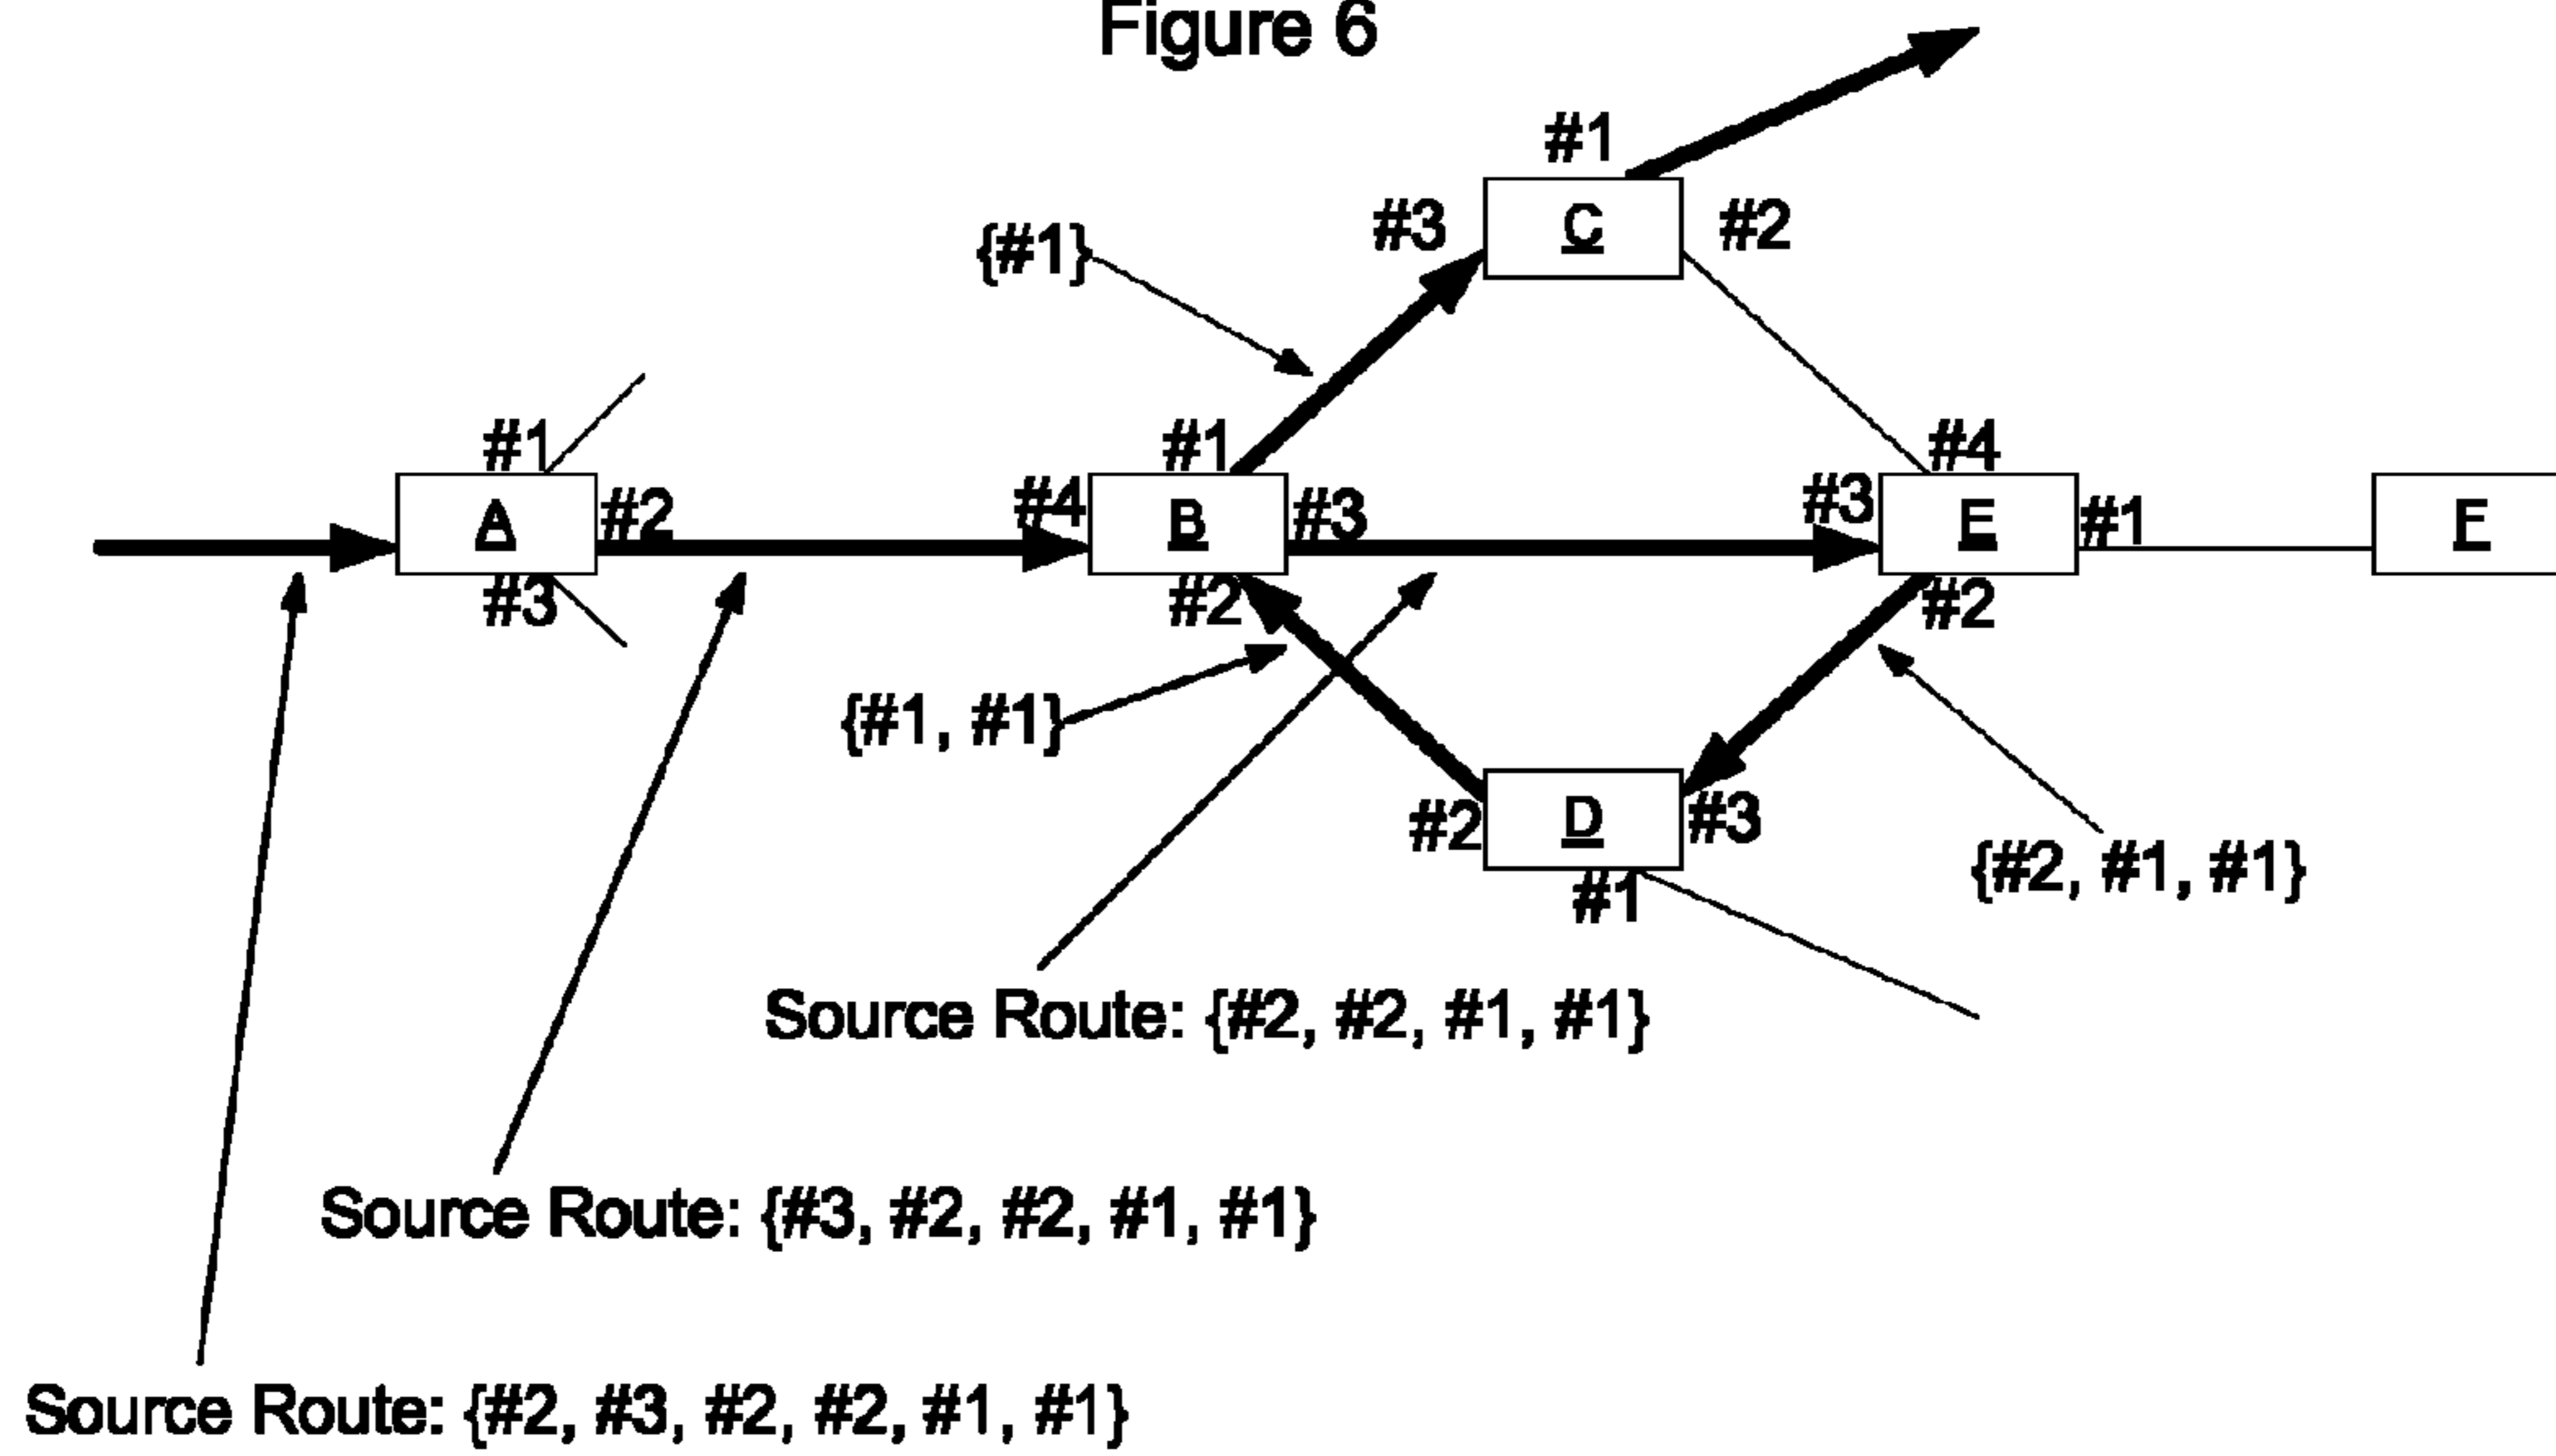 Figure 6
#1
#3
C
#2
{#1}
#1
A
#2
#3
#1
#4
B
#3
#2
#4
#3
E
#1
#2
F
{#1, #1}
#2
D
#3
#1
{#2, #1, #1}
Source Route: {#2, #2, #1, #1}
Source Route: {#3, #2, #2, #1, #1}
Source Route: {#2, #3, #2, #2, #1, #1}